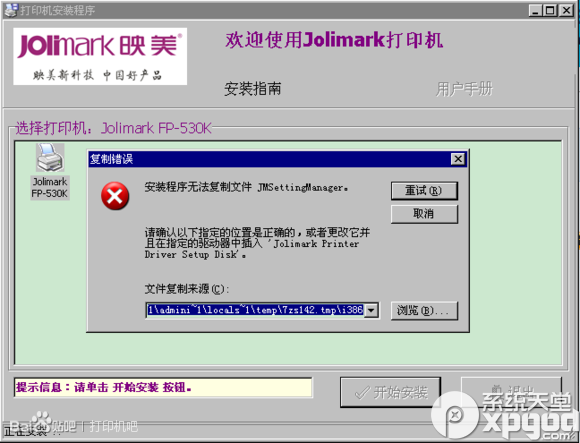 打印机安装程序
Jolimark 映美
映美新科技 中国好产品
欢迎使用Jolimark打印机
安装指南
用户手册
选择打印机：Jolimark FP-530K
Jolimark
FP-530K
复制错误
安装程序无法复制文件 JMSettingManager。
重试(R)
取消
请确认以下指定的位置是正确的，或者更改它并
且在指定的驱动器中插入 'Jolimark Printer
Driver Setup Disk'。
文件复制来源(C):
1\admini~1\locals~1\temp\7zs142.tmp\i386
浏览(B)...
提示信息：请单击 开始安装 按钮。
开始安装
退出
Bai 贴吧 | 打印机吧
正在安装 ...
系统天堂
xpgod